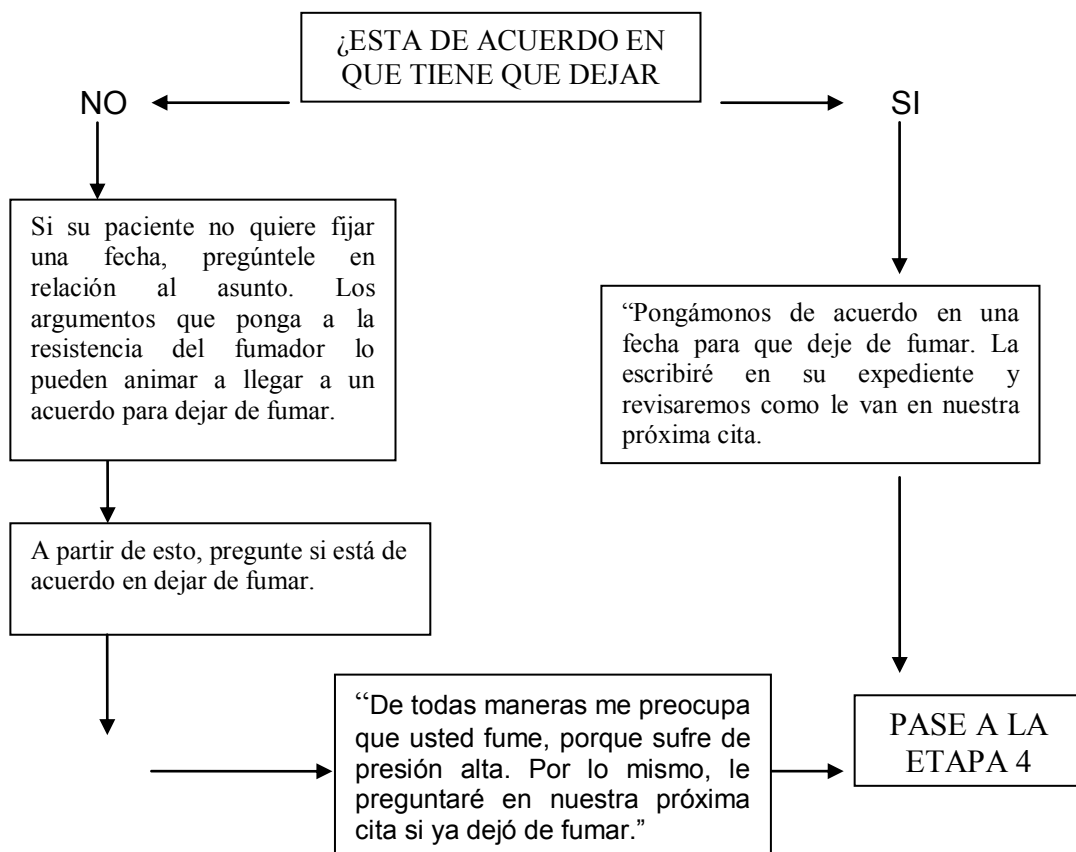 ¿ESTA DE ACUERDO EN
QUE TIENE QUE DEJAR
NO
SI
Si su paciente no quiere fijar
una fecha, pregúntele en
relación al asunto. Los
argumentos que ponga a la
resistencia del fumador lo
pueden animar a llegar a un
acuerdo para dejar de fumar.
“Pongámonos de acuerdo en una
fecha para que deje de fumar. La
escribiré en su expediente y
revisaremos como le van en nuestra
próxima cita.
A partir de esto, pregunte si está de
acuerdo en dejar de fumar.
“De todas maneras me preocupa
que usted fume, porque sufre de
presión alta. Por lo mismo, le
preguntaré en nuestra próxima
cita si ya dejó de fumar.”
PASE A LA
ETAPA 4